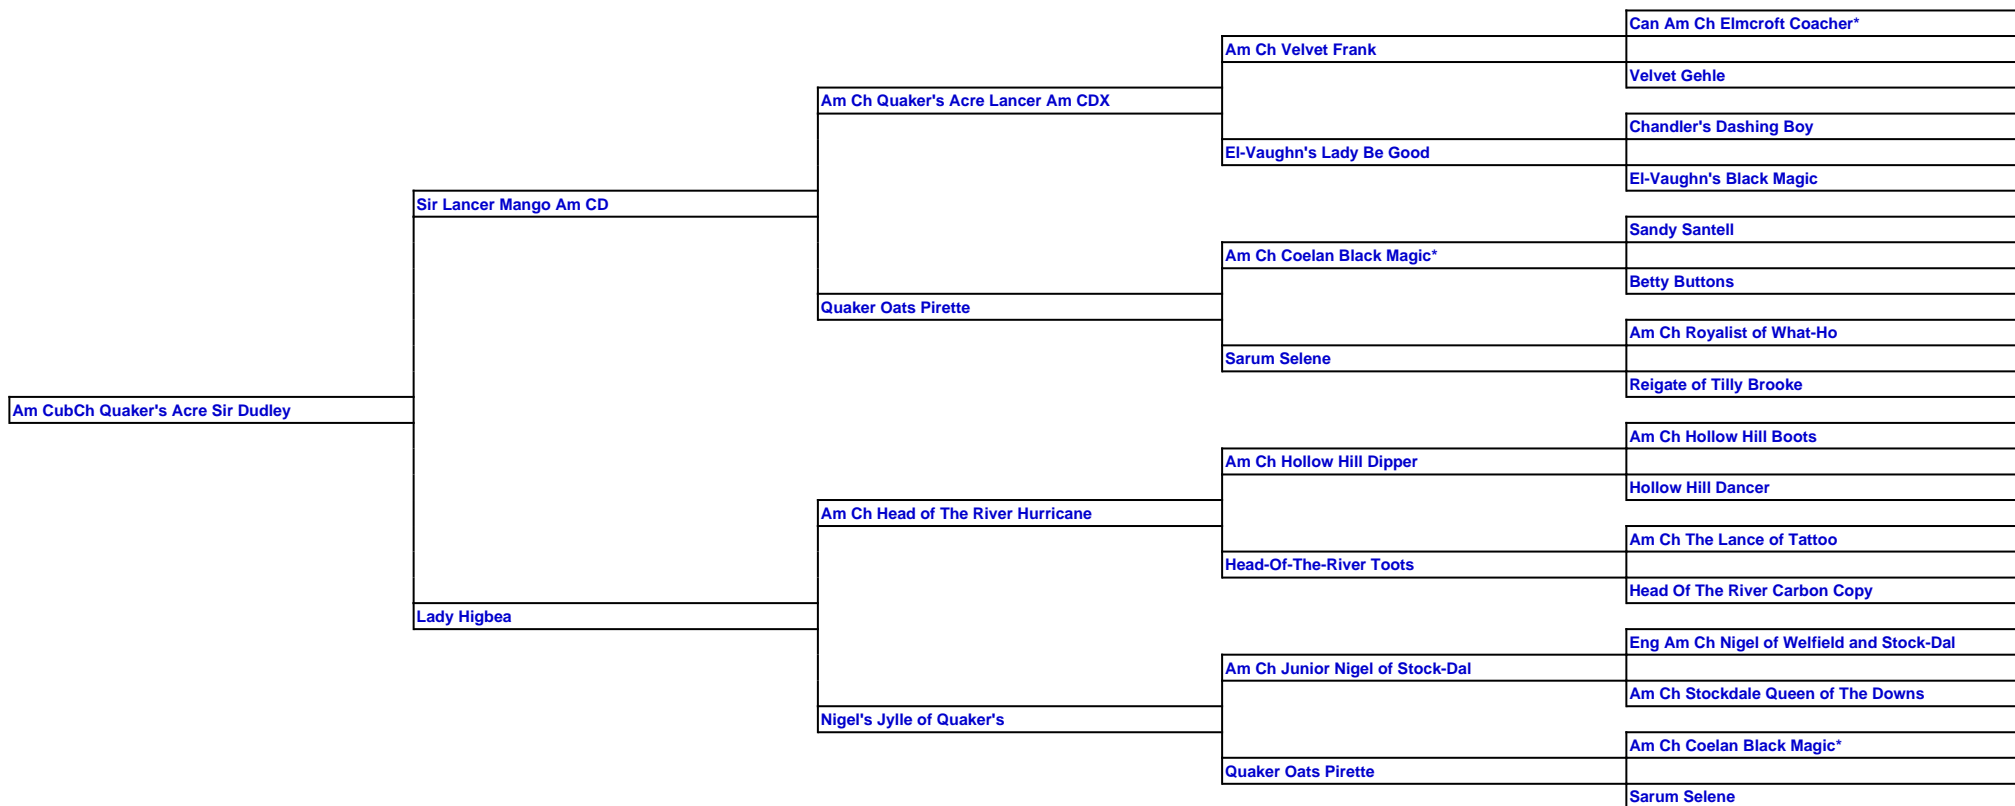 Can Am Ch Elmcroft Coacher*
Am Ch Velvet Frank
Velvet Gehle
Am Ch Quaker's Acre Lancer Am CDX
Chandler's Dashing Boy
El-Vaughn's Lady Be Good
El-Vaughn's Black Magic
Sir Lancer Mango Am CD
Sandy Santell
Am Ch Coelan Black Magic*
Betty Buttons
Quaker Oats Pirette
Am Ch Royalist of What-Ho
Sarum Selene
Reigate of Tilly Brooke
Am CubCh Quaker's Acre Sir Dudley
Am Ch Hollow Hill Boots
Am Ch Hollow Hill Dipper
Hollow Hill Dancer
Am Ch Head of The River Hurricane
Am Ch The Lance of Tattoo
Head-Of-The-River Toots
Head Of The River Carbon Copy
Lady Higbea
Eng Am Ch Nigel of Welfield and Stock-Dal
Am Ch Junior Nigel of Stock-Dal
Am Ch Stockdale Queen of The Downs
Nigel's Jylle of Quaker's
Am Ch Coelan Black Magic*
Quaker Oats Pirette
Sarum Selene